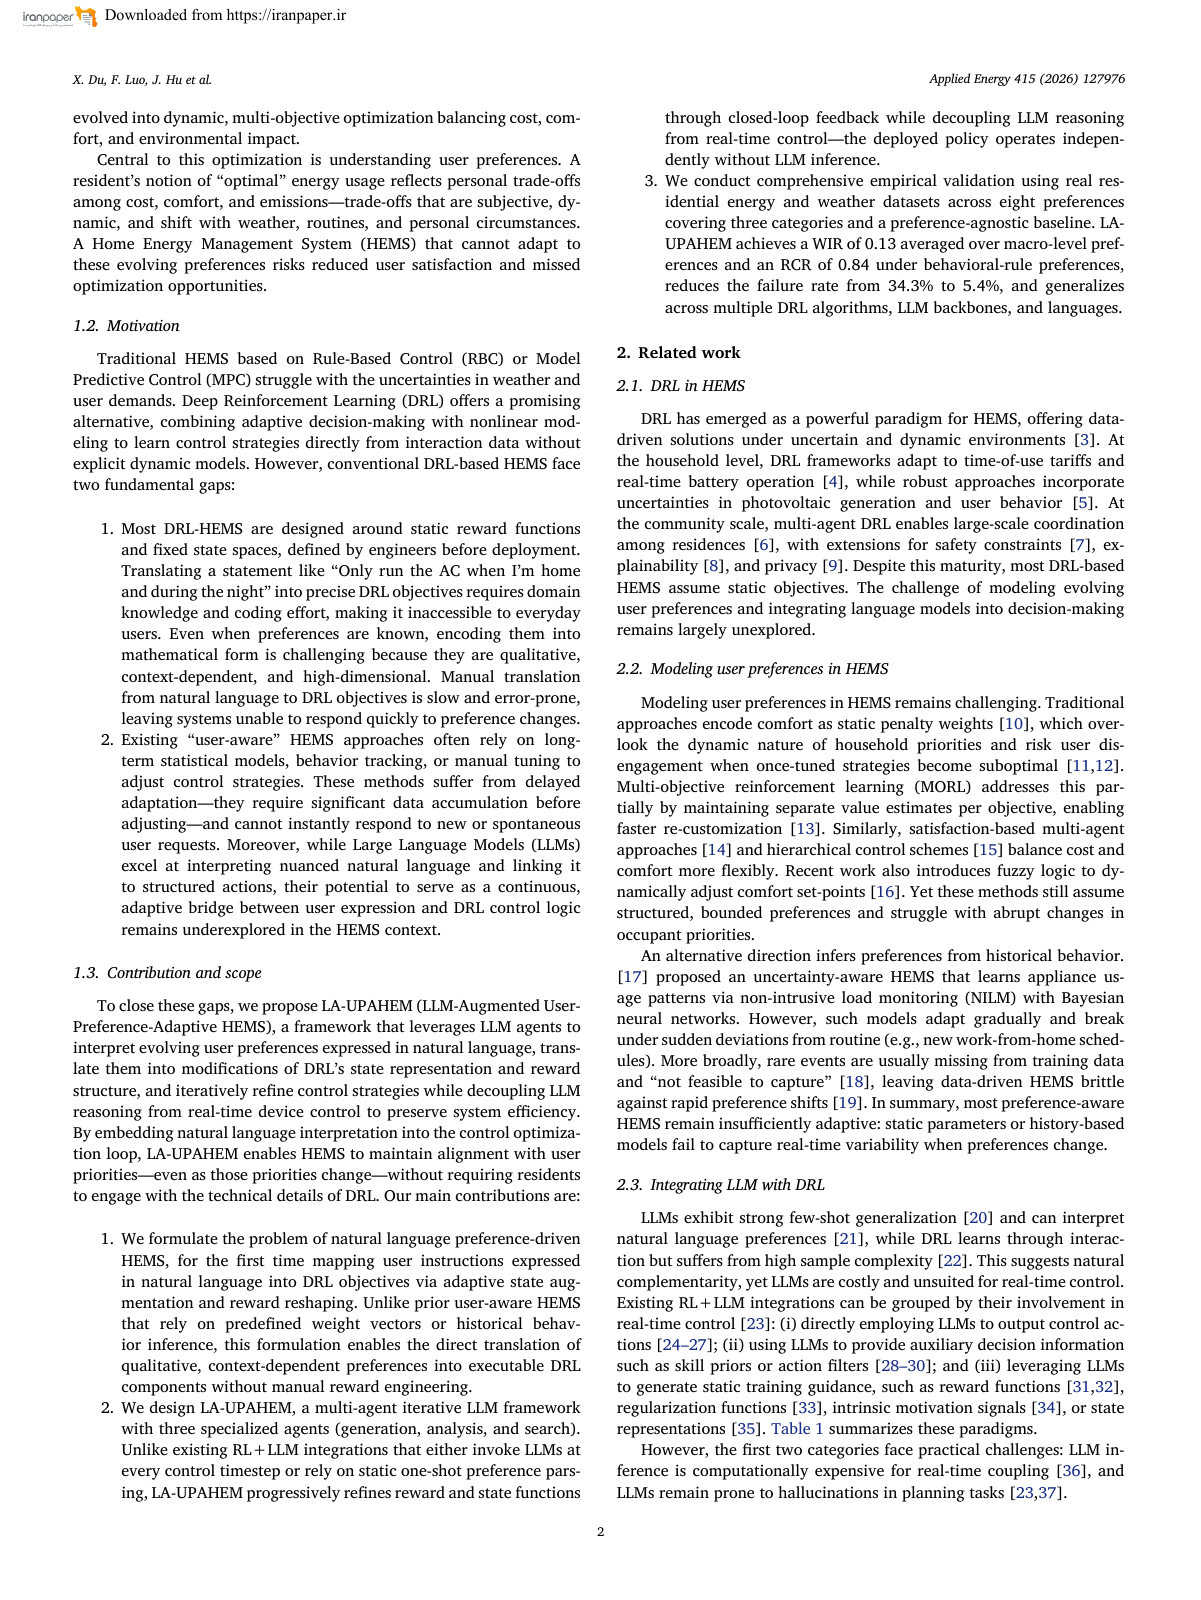 iranpaper
Downloaded from https://iranpaper.ir
X. Du, F. Luo, J. Hu et al.
Applied Energy 415 (2026) 127976
evolved into dynamic, multi-objective optimization balancing cost, com-
fort, and environmental impact.
Central to this optimization is understanding user preferences. A
resident's notion of “optimal” energy usage reflects personal trade-offs
among cost, comfort, and emissions—trade-offs that are subjective, dy-
namic, and shift with weather, routines, and personal circumstances.
A Home Energy Management System (HEMS) that cannot adapt to
these evolving preferences risks reduced user satisfaction and missed
optimization opportunities.
1.2. Motivation
Traditional HEMS based on Rule-Based Control (RBC) or Model
Predictive Control (MPC) struggle with the uncertainties in weather and
user demands. Deep Reinforcement Learning (DRL) offers a promising
alternative, combining adaptive decision-making with nonlinear mod-
eling to learn control strategies directly from interaction data without
explicit dynamic models. However, conventional DRL-based HEMS face
two fundamental gaps:
1. Most DRL-HEMS are designed around static reward functions
and fixed state spaces, defined by engineers before deployment.
Translating a statement like “Only run the AC when I'm home
and during the night” into precise DRL objectives requires domain
knowledge and coding effort, making it inaccessible to everyday
users. Even when preferences are known, encoding them into
mathematical form is challenging because they are qualitative,
context-dependent, and high-dimensional. Manual translation
from natural language to DRL objectives is slow and error-prone,
leaving systems unable to respond quickly to preference changes.
2. Existing “user-aware” HEMS approaches often rely on long-
term statistical models, behavior tracking, or manual tuning to
adjust control strategies. These methods suffer from delayed
adaptation—they require significant data accumulation before
adjusting—and cannot instantly respond to new or spontaneous
user requests. Moreover, while Large Language Models (LLMs)
excel at interpreting nuanced natural language and linking it
to structured actions, their potential to serve as a continuous,
adaptive bridge between user expression and DRL control logic
remains underexplored in the HEMS context.
1.3. Contribution and scope
To close these gaps, we propose LA-UPAHEM (LLM-Augmented User-
Preference-Adaptive HEMS), a framework that leverages LLM agents to
interpret evolving user preferences expressed in natural language, trans-
late them into modifications of DRL's state representation and reward
structure, and iteratively refine control strategies while decoupling LLM
reasoning from real-time device control to preserve system efficiency.
By embedding natural language interpretation into the control optimiza-
tion loop, LA-UPAHEM enables HEMS to maintain alignment with user
priorities—even as those priorities change—without requiring residents
to engage with the technical details of DRL. Our main contributions are:
1. We formulate the problem of natural language preference-driven
HEMS, for the first time mapping user instructions expressed
in natural language into DRL objectives via adaptive state aug-
mentation and reward reshaping. Unlike prior user-aware HEMS
that rely on predefined weight vectors or historical behav-
ior inference, this formulation enables the direct translation of
qualitative, context-dependent preferences into executable DRL
components without manual reward engineering.
2. We design LA-UPAHEM, a multi-agent iterative LLM framework
with three specialized agents (generation, analysis, and search).
Unlike existing RL+LLM integrations that either invoke LLMs at
every control timestep or rely on static one-shot preference pars-
ing, LA-UPAHEM progressively refines reward and state functions
through closed-loop feedback while decoupling LLM reasoning
from real-time control—the deployed policy operates indepen-
dently without LLM inference.
3. We conduct comprehensive empirical validation using real res-
idential energy and weather datasets across eight preferences
covering three categories and a preference-agnostic baseline. LA-
UPAHEM achieves a WIR of 0.13 averaged over macro-level pref-
erences and an RCR of 0.84 under behavioral-rule preferences,
reduces the failure rate from 34.3% to 5.4%, and generalizes
across multiple DRL algorithms, LLM backbones, and languages.
2. Related work
2.1. DRL in HEMS
DRL has emerged as a powerful paradigm for HEMS, offering data-
driven solutions under uncertain and dynamic environments [3]. At
the household level, DRL frameworks adapt to time-of-use tariffs and
real-time battery operation [4], while robust approaches incorporate
uncertainties in photovoltaic generation and user behavior [5]. At
the community scale, multi-agent DRL enables large-scale coordination
among residences [6], with extensions for safety constraints [7], ex-
plainability [8], and privacy [9]. Despite this maturity, most DRL-based
HEMS assume static objectives. The challenge of modeling evolving
user preferences and integrating language models into decision-making
remains largely unexplored.
2.2. Modeling user preferences in HEMS
Modeling user preferences in HEMS remains challenging. Traditional
approaches encode comfort as static penalty weights [10], which over-
look the dynamic nature of household priorities and risk user dis-
engagement when once-tuned strategies become suboptimal [11,12].
Multi-objective reinforcement learning (MORL) addresses this par-
tially by maintaining separate value estimates per objective, enabling
faster re-customization [13]. Similarly, satisfaction-based multi-agent
approaches [14] and hierarchical control schemes [15] balance cost and
comfort more flexibly. Recent work also introduces fuzzy logic to dy-
namically adjust comfort set-points [16]. Yet these methods still assume
structured, bounded preferences and struggle with abrupt changes in
occupant priorities.
An alternative direction infers preferences from historical behavior.
[17] proposed an uncertainty-aware HEMS that learns appliance us-
age patterns via non-intrusive load monitoring (NILM) with Bayesian
neural networks. However, such models adapt gradually and break
under sudden deviations from routine (e.g., new work-from-home sched-
ules). More broadly, rare events are usually missing from training data
and “not feasible to capture” [18], leaving data-driven HEMS brittle
against rapid preference shifts [19]. In summary, most preference-aware
HEMS remain insufficiently adaptive: static parameters or history-based
models fail to capture real-time variability when preferences change.
2.3. Integrating LLM with DRL
LLMs exhibit strong few-shot generalization [20] and can interpret
natural language preferences [21], while DRL learns through interac-
tion but suffers from high sample complexity [22]. This suggests natural
complementarity, yet LLMs are costly and unsuited for real-time control.
Existing RL+LLM integrations can be grouped by their involvement in
real-time control [23]: (i) directly employing LLMs to output control ac-
tions [24–27]; (ii) using LLMs to provide auxiliary decision information
such as skill priors or action filters [28–30]; and (iii) leveraging LLMs
to generate static training guidance, such as reward functions [31,32],
regularization functions [33], intrinsic motivation signals [34], or state
representations [35]. Table 1 summarizes these paradigms.
However, the first two categories face practical challenges: LLM in-
ference is computationally expensive for real-time coupling [36], and
LLMs remain prone to hallucinations in planning tasks [23,37].
2